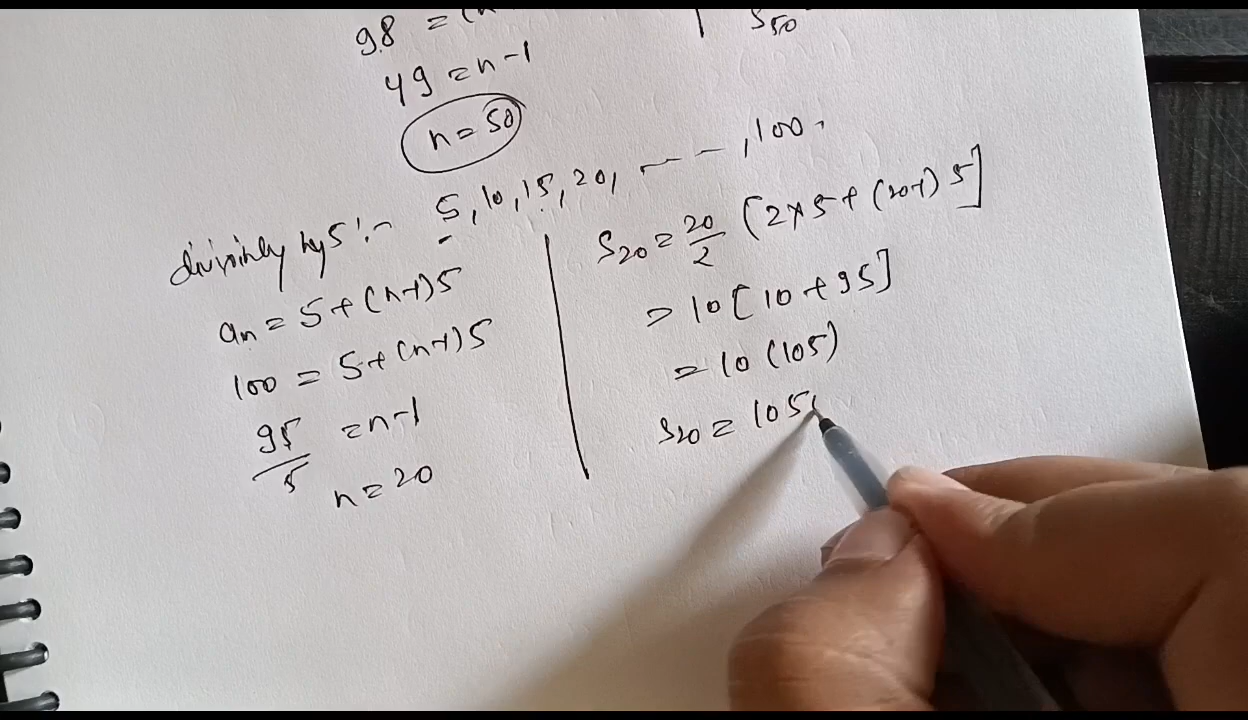 98 = (n
49 = n-1
n = 50
S50
divisinly by 5 :- 5, 10, 15, 20, - - -, 100.
an = 5+(n-1)5
100 = 5+(n-1)5
95/5 = n-1
n = 20
S20 = 20/2 [2×5+(20-1)5]
= 10[10+95]
= 10(105)
S20 = 105